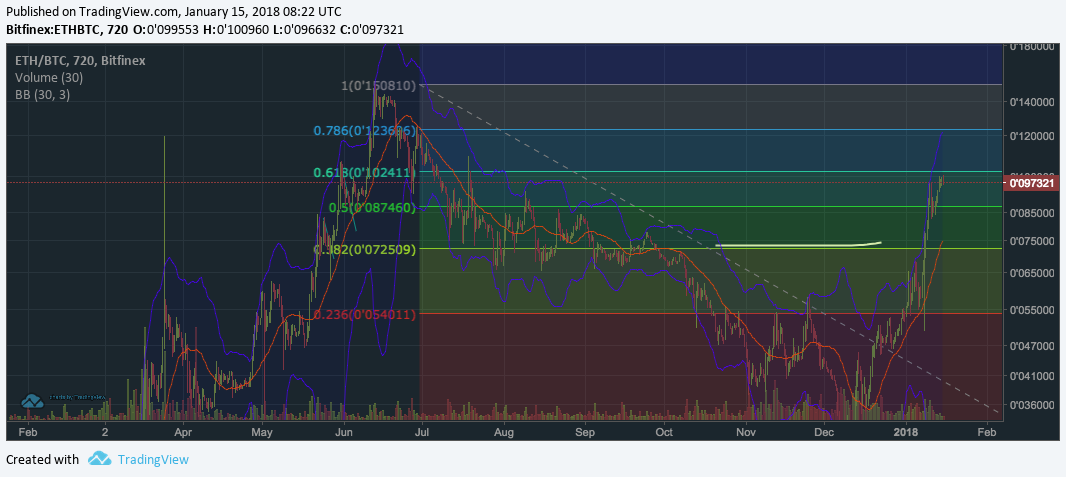 Published on TradingView.com, January 15, 2018 08:22 UTC
Bitfinex:ETHBTC, 720 O:0'099553 H:0'100960 L:0'096632 C:0'097321
ETH/BTC, 720, Bitfinex
Volume (30)
BB (30, 3)
0'180000
1(0'150810)
0'140000
0.786(0'123696)
0'120000
0.618(0'102411)
0'097321
0.5(0'087460)
0'085000
0.382(0'072509)
0'075000
0'065000
0.236(0'054011)
0'055000
0'047000
0'041000
0'036000
charts by TradingView
Feb 2 Apr May Jun Jul Aug Sep Oct Nov Dec 2018 Feb
Created with TradingView